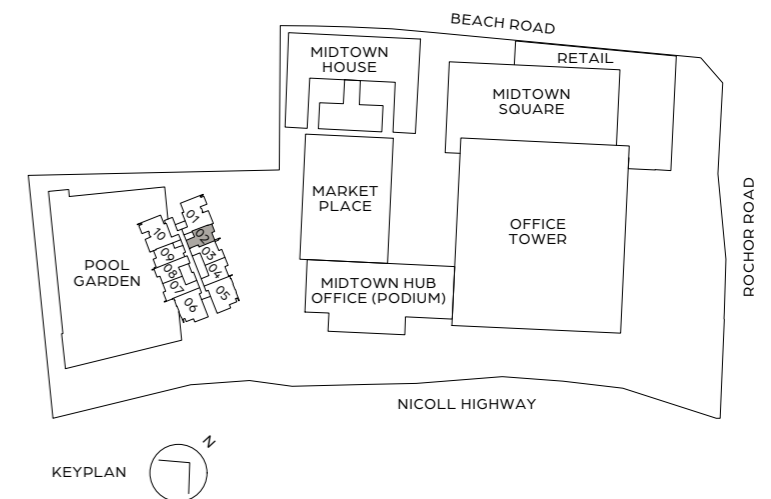 BEACH ROAD
MIDTOWN
HOUSE
RETAIL
MIDTOWN
SQUARE
MARKET
PLACE
OFFICE
TOWER
ROCHOR ROAD
01
02
03
04
05
10
09
08
07
06
POOL
GARDEN
MIDTOWN HUB
OFFICE (PODIUM)
NICOLL HIGHWAY
N
KEYPLAN